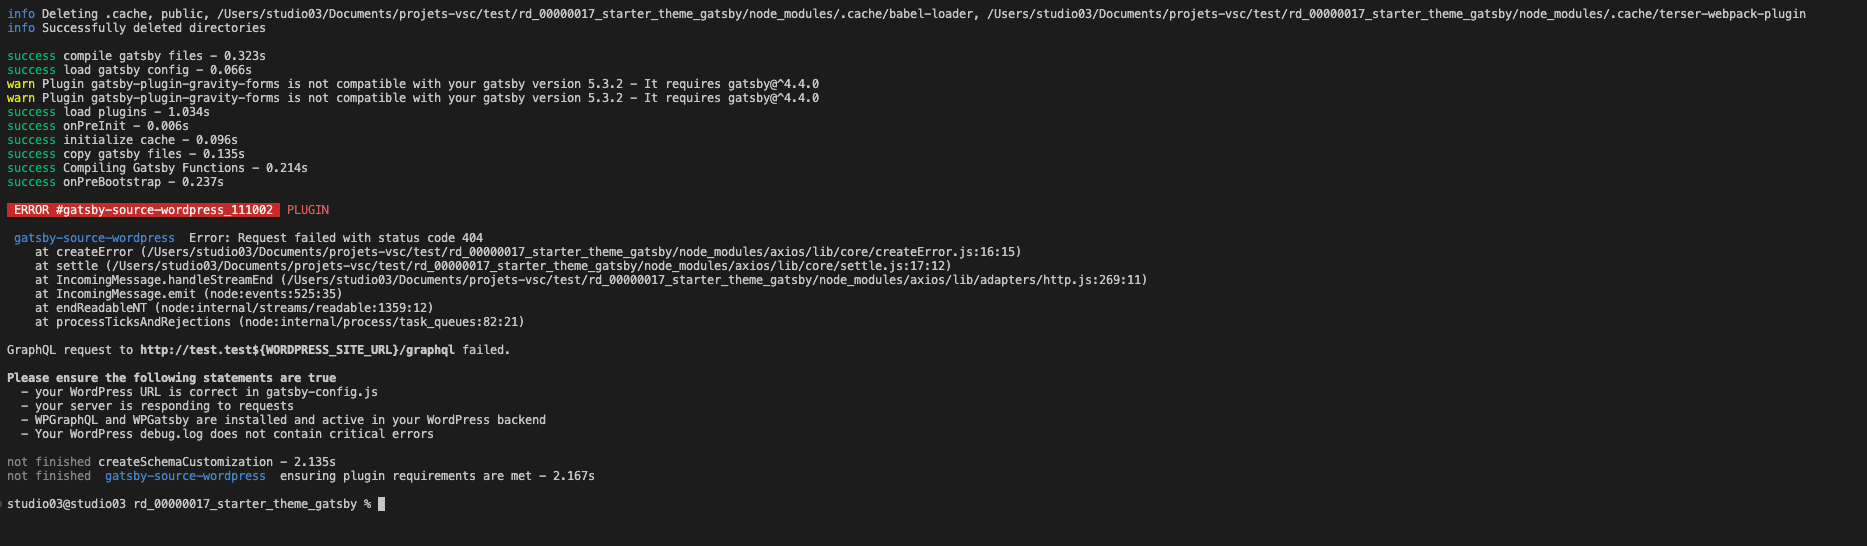 info Deleting .cache, public, /Users/studio03/Documents/projets-vsc/test/rd_00000017_starter_theme_gatsby/node_modules/.cache/babel-loader, /Users/studio03/Documents/projets-vsc/test/rd_00000017_starter_theme_gatsby/node_modules/.cache/terser-webpack-plugin
info Successfully deleted directories
success compile gatsby files - 0.323s
success load gatsby config - 0.066s
warn Plugin gatsby-plugin-gravity-forms is not compatible with your gatsby version 5.3.2 - It requires gatsby@^4.4.0
warn Plugin gatsby-plugin-gravity-forms is not compatible with your gatsby version 5.3.2 - It requires gatsby@^4.4.0
success load plugins - 1.034s
success onPreInit - 0.006s
success initialize cache - 0.096s
success copy gatsby files - 0.135s
success Compiling Gatsby Functions - 0.214s
success onPreBootstrap - 0.237s
ERROR #gatsby-source-wordpress_111002 PLUGIN
gatsby-source-wordpress Error: Request failed with status code 404
at createError (/Users/studio03/Documents/projets-vsc/test/rd_00000017_starter_theme_gatsby/node_modules/axios/lib/core/createError.js:16:15)
at settle (/Users/studio03/Documents/projets-vsc/test/rd_00000017_starter_theme_gatsby/node_modules/axios/lib/core/settle.js:17:12)
at IncomingMessage.handleStreamEnd (/Users/studio03/Documents/projets-vsc/test/rd_00000017_starter_theme_gatsby/node_modules/axios/lib/adapters/http.js:269:11)
at IncomingMessage.emit (node:events:525:35)
at endReadableNT (node:internal/streams/readable:1359:12)
at processTicksAndRejections (node:internal/process/task_queues:82:21)
GraphQL request to http://test.test${WORDPRESS_SITE_URL}/graphql failed.
Please ensure the following statements are true
- your WordPress URL is correct in gatsby-config.js
- your server is responding to requests
- WPGraphQL and WPGatsby are installed and active in your WordPress backend
- Your WordPress debug.log does not contain critical errors
not finished createSchemaCustomization - 2.135s
not finished gatsby-source-wordpress ensuring plugin requirements are met - 2.167s
studio03@studio03 rd_00000017_starter_theme_gatsby %